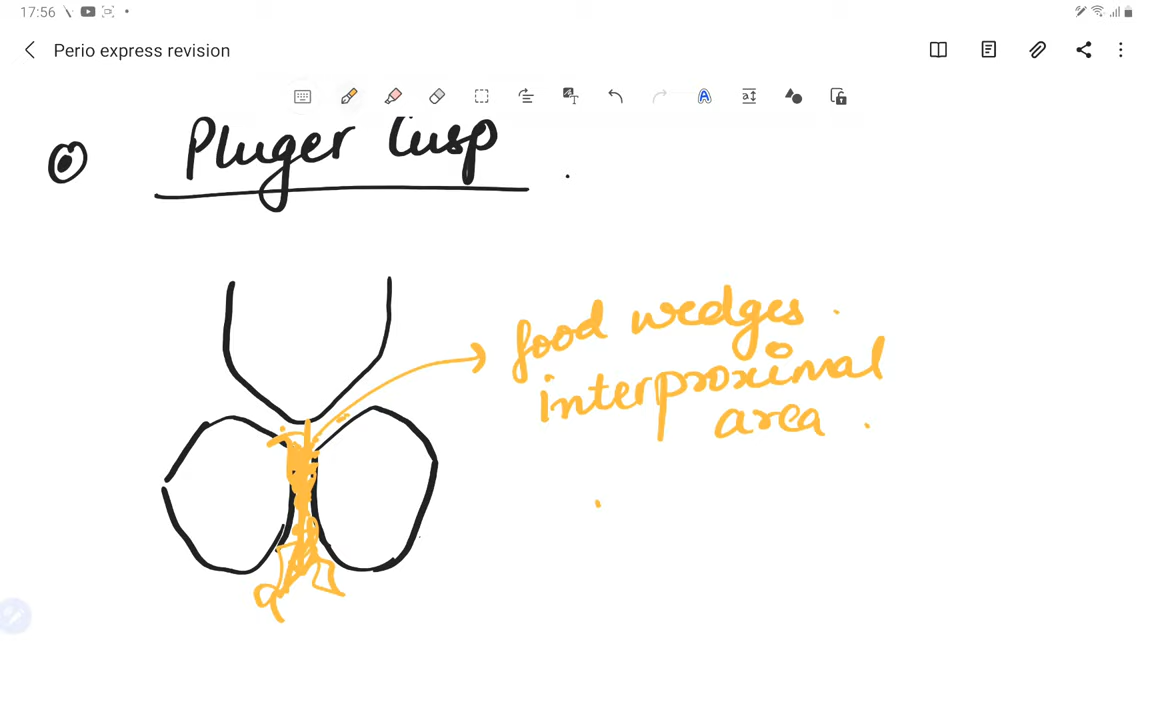 17:56
Perio express revision
Pluger Cusp
food wedges.
interproximal
area.